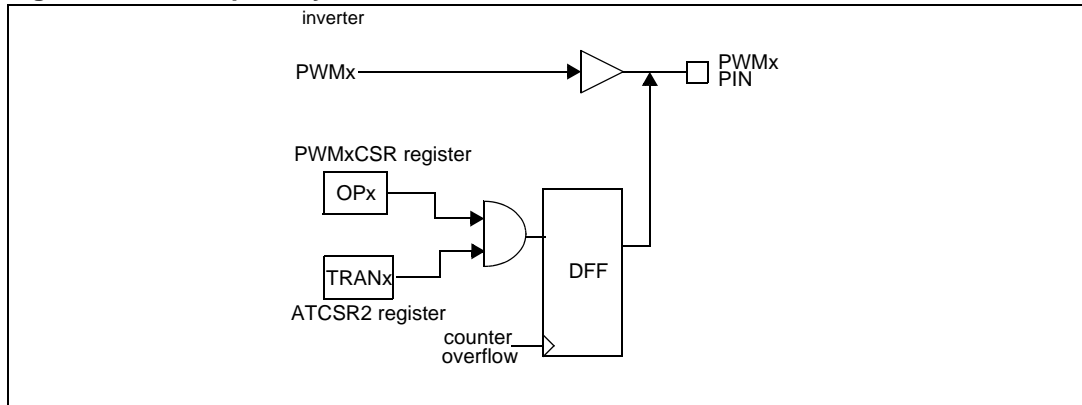 inverter
PWMx
PWMx
PIN
PWMxCSR register
OPx
TRANx
DFF
ATCSR2 register
counter
overflow